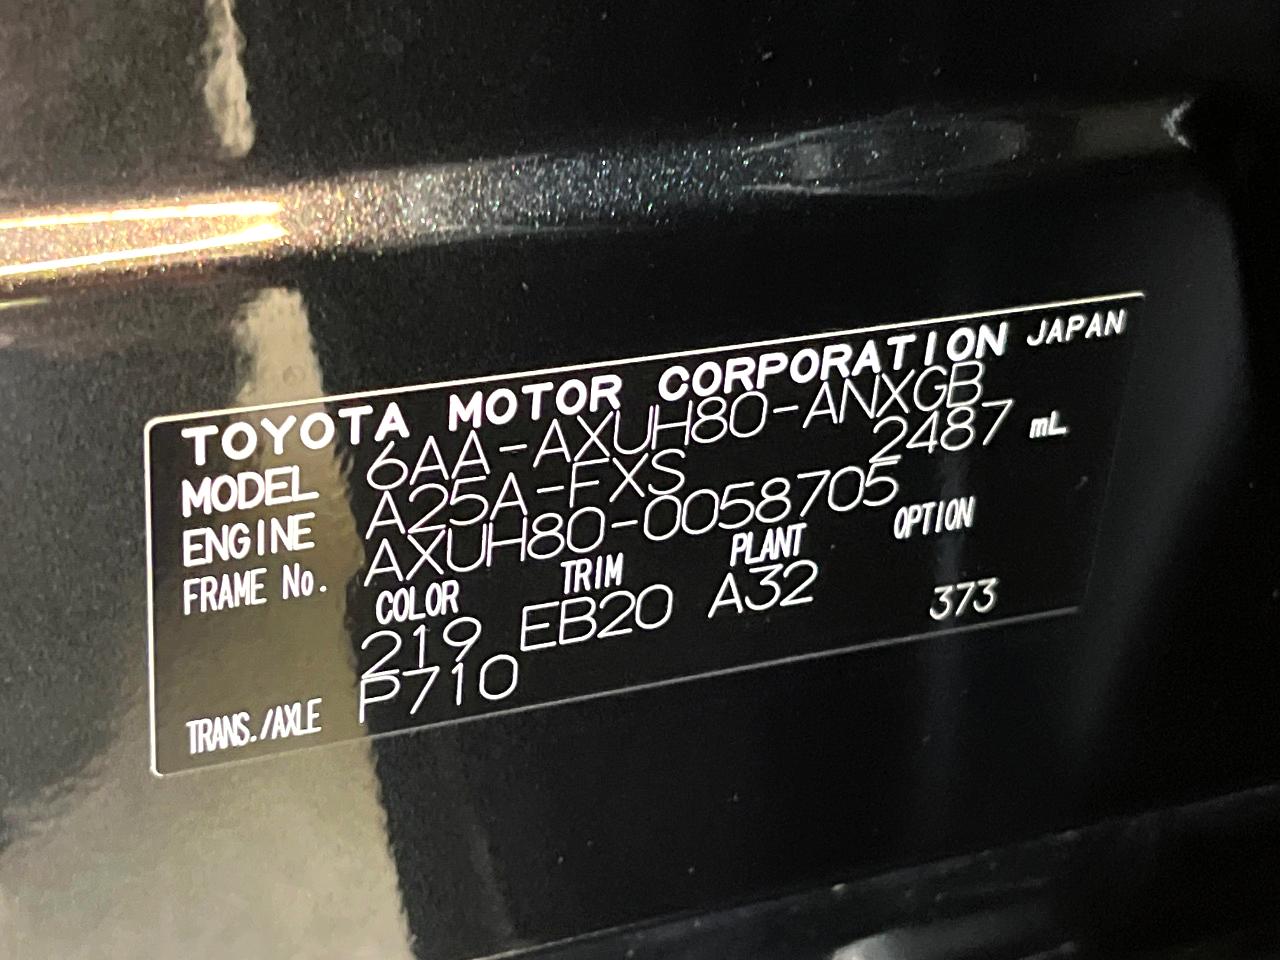 TOYOTA MOTOR CORPORATION JAPAN
MODEL 6AA-AXUH80-ANXGB
ENGINE A25A-FXS 2487 mL
FRAME No. AXUH80-0058705
COLOR TRIM PLANT OPTION
219 EB20 A32 373
TRANS./AXLE P710